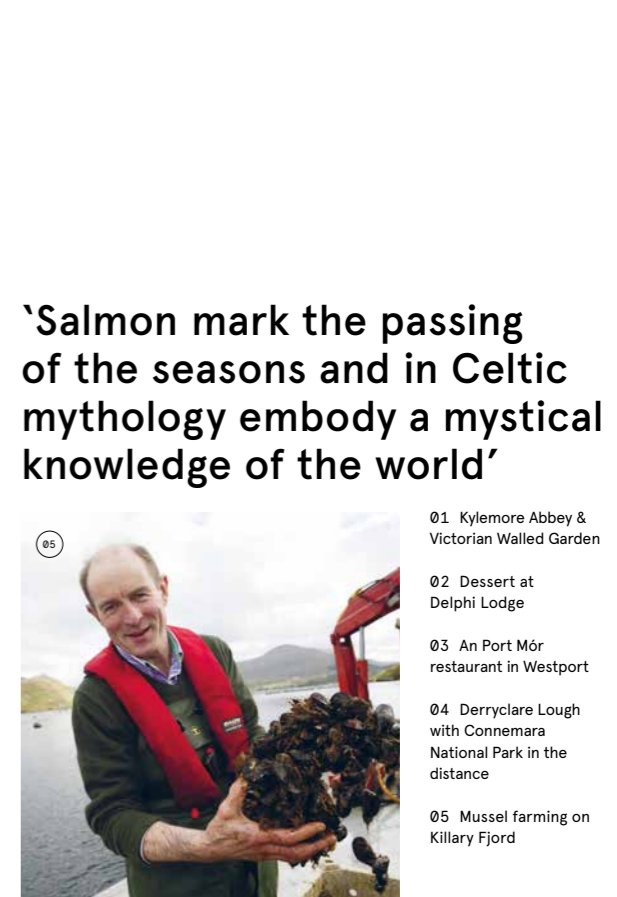 ‘Salmon mark the passing
of the seasons and in Celtic
mythology embody a mystical
knowledge of the world’
05
01 Kylemore Abbey &
Victorian Walled Garden
02 Dessert at
Delphi Lodge
03 An Port Mór
restaurant in Westport
04 Derryclare Lough
with Connemara
National Park in the
distance
05 Mussel farming on
Killary Fjord